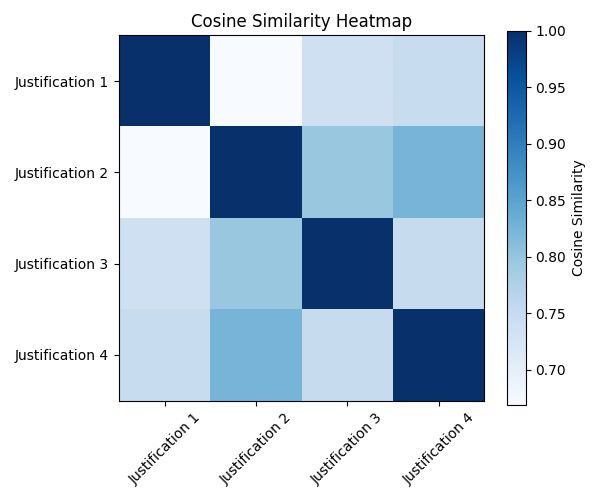 Cosine Similarity Heatmap
Justification 1
Justification 2
Justification 3
Justification 4
Justification 1
Justification 2
Justification 3
Justification 4
1.00
0.95
0.90
0.85
0.80
0.75
0.70
Cosine Similarity